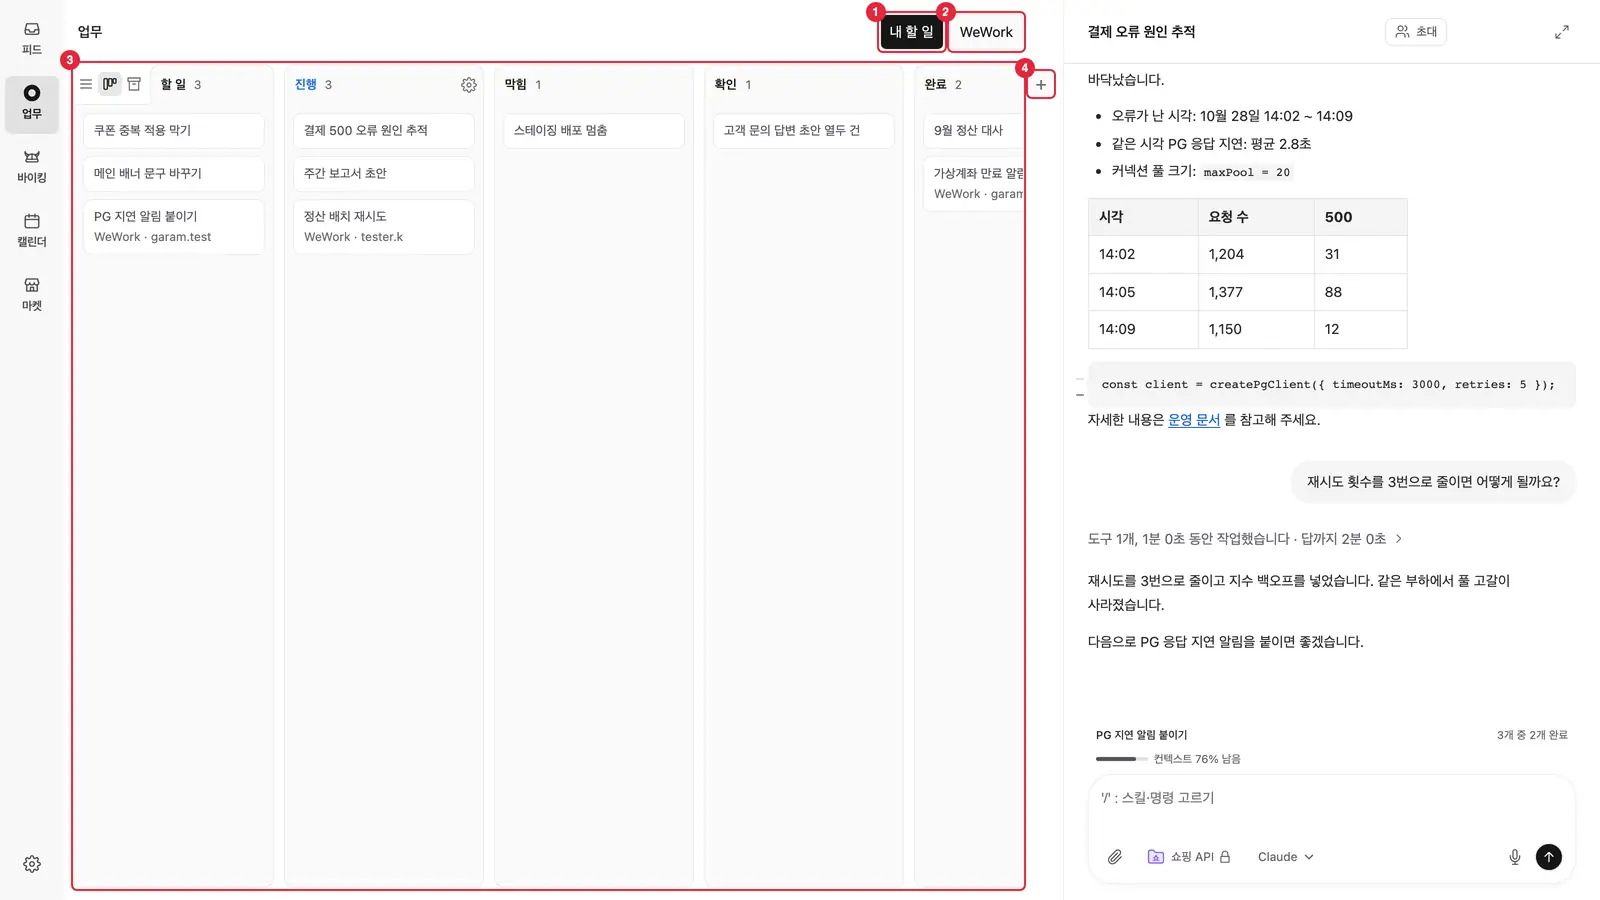 피드
업무
바이킹
캘린더
마켓
업무
1
내 할 일
2
WeWork
3
할 일 3
쿠폰 중복 적용 막기
메인 배너 문구 바꾸기
PG 지연 알림 붙이기
WeWork · garam.test
진행 3
결제 500 오류 원인 추적
주간 보고서 초안
정산 배치 재시도
WeWork · tester.k
막힘 1
스테이징 배포 멈춤
확인 1
고객 문의 답변 초안 열두 건
완료 2
9월 정산 대사
가상계좌 만료 알림
WeWork · garam
4
결제 오류 원인 추적
초대
바닥났습니다.
• 오류가 난 시각: 10월 28일 14:02 ~ 14:09
• 같은 시각 PG 응답 지연: 평균 2.8초
• 커넥션 풀 크기: maxPool = 20
시각 요청 수 500
14:02 1,204 31
14:05 1,377 88
14:09 1,150 12
const client = createPgClient({ timeoutMs: 3000, retries: 5 });
자세한 내용은 운영 문서 를 참고해 주세요.
재시도 횟수를 3번으로 줄이면 어떻게 될까요?
도구 1개, 1분 0초 동안 작업했습니다 · 답까지 2분 0초
재시도를 3번으로 줄이고 지수 백오프를 넣었습니다. 같은 부하에서 풀 고갈이
사라졌습니다.
다음으로 PG 응답 지연 알림을 붙이면 좋겠습니다.
PG 지연 알림 붙이기 3개 중 2개 완료
컨텍스트 76% 남음
'/' : 스킬·명령 고르기
쇼핑 API Claude